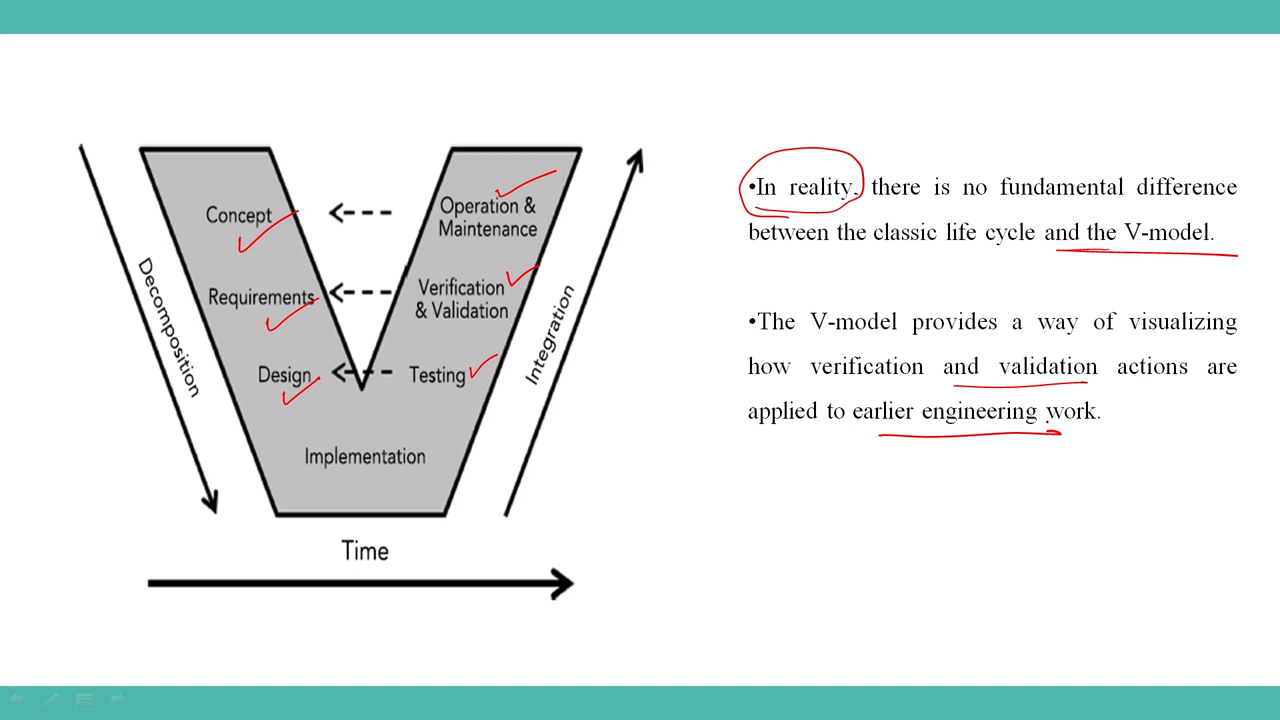 Concept
Operation &
Maintenance
Requirements
Verification
& Validation
Design
Testing
Implementation
Decomposition
Integration
Time
•In reality, there is no fundamental difference
between the classic life cycle and the V-model.
•The V-model provides a way of visualizing
how verification and validation actions are
applied to earlier engineering work.